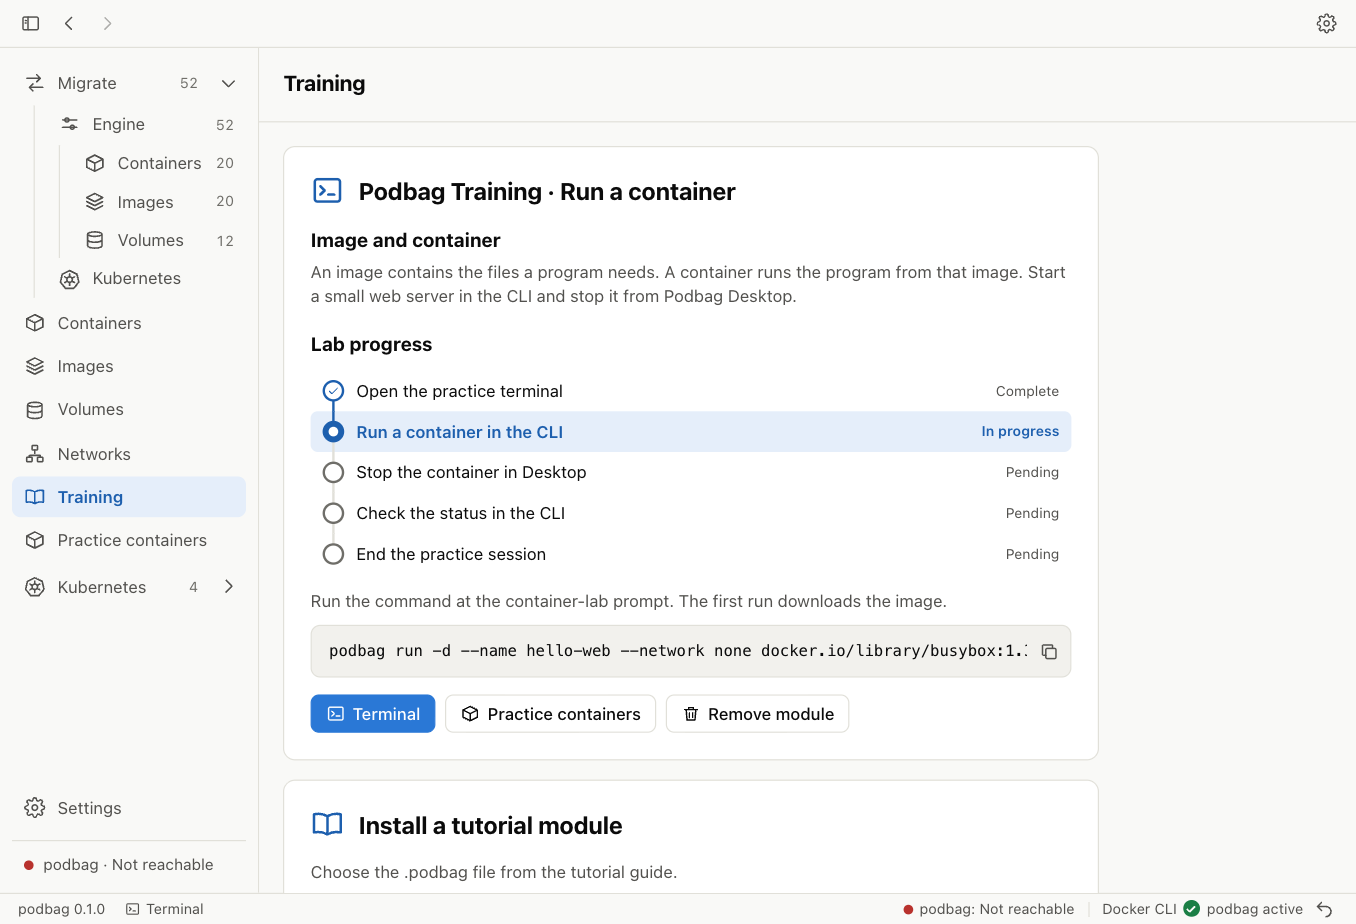 Migrate 52
Engine 52
Containers 20
Images 20
Volumes 12
Kubernetes
Containers
Images
Volumes
Networks
Training
Practice containers
Kubernetes 4
Settings
podbag · Not reachable
Training
Podbag Training · Run a container
Image and container
An image contains the files a program needs. A container runs the program from that image. Start
a small web server in the CLI and stop it from Podbag Desktop.
Lab progress
Open the practice terminal Complete
Run a container in the CLI In progress
Stop the container in Desktop Pending
Check the status in the CLI Pending
End the practice session Pending
Run the command at the container-lab prompt. The first run downloads the image.
podbag run -d --name hello-web --network none docker.io/library/busybox:1.
Terminal Practice containers Remove module
Install a tutorial module
Choose the .podbag file from the tutorial guide.
podbag 0.1.0 Terminal podbag: Not reachable Docker CLI podbag active